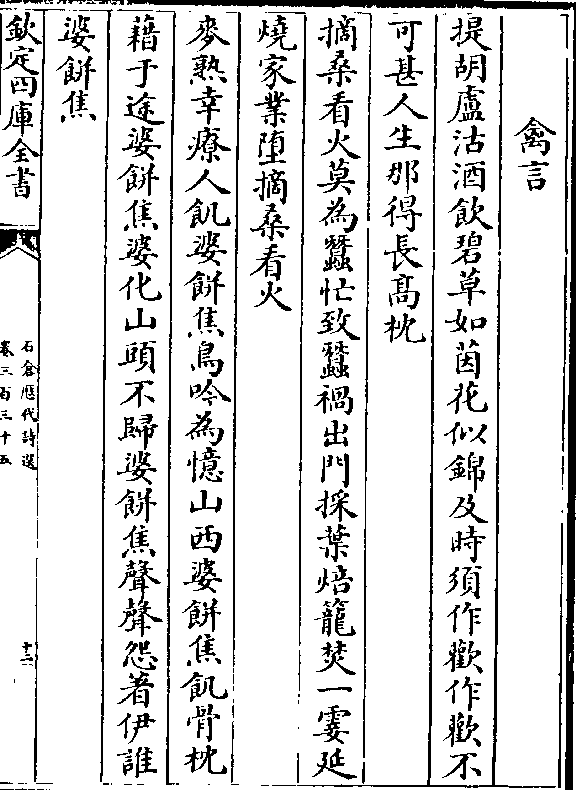 禽言
提胡盧沽酒飲碧草如茵花似錦及時須作歡作歡不
可甚人生那得長髙枕
摘桑看火莫為蠶忙致蠶禍出門採葉焙籠焚一霎延
燒家業墮摘桑看火
麥熟幸療人飢婆餅焦鳥吟為憶山西婆餅焦飢骨枕
藉于途婆餅焦婆化山頭不歸婆餅焦聲聲怨著伊誰
婆餅焦
欽定四庫全書
石倉歴代詩選
卷三百三十五
十二